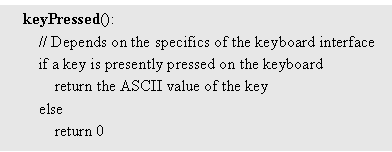 keyPressed():
// Depends on the specifics of the keyboard interface
if a key is presently pressed on the keyboard
return the ASCII value of the key
else
return 0